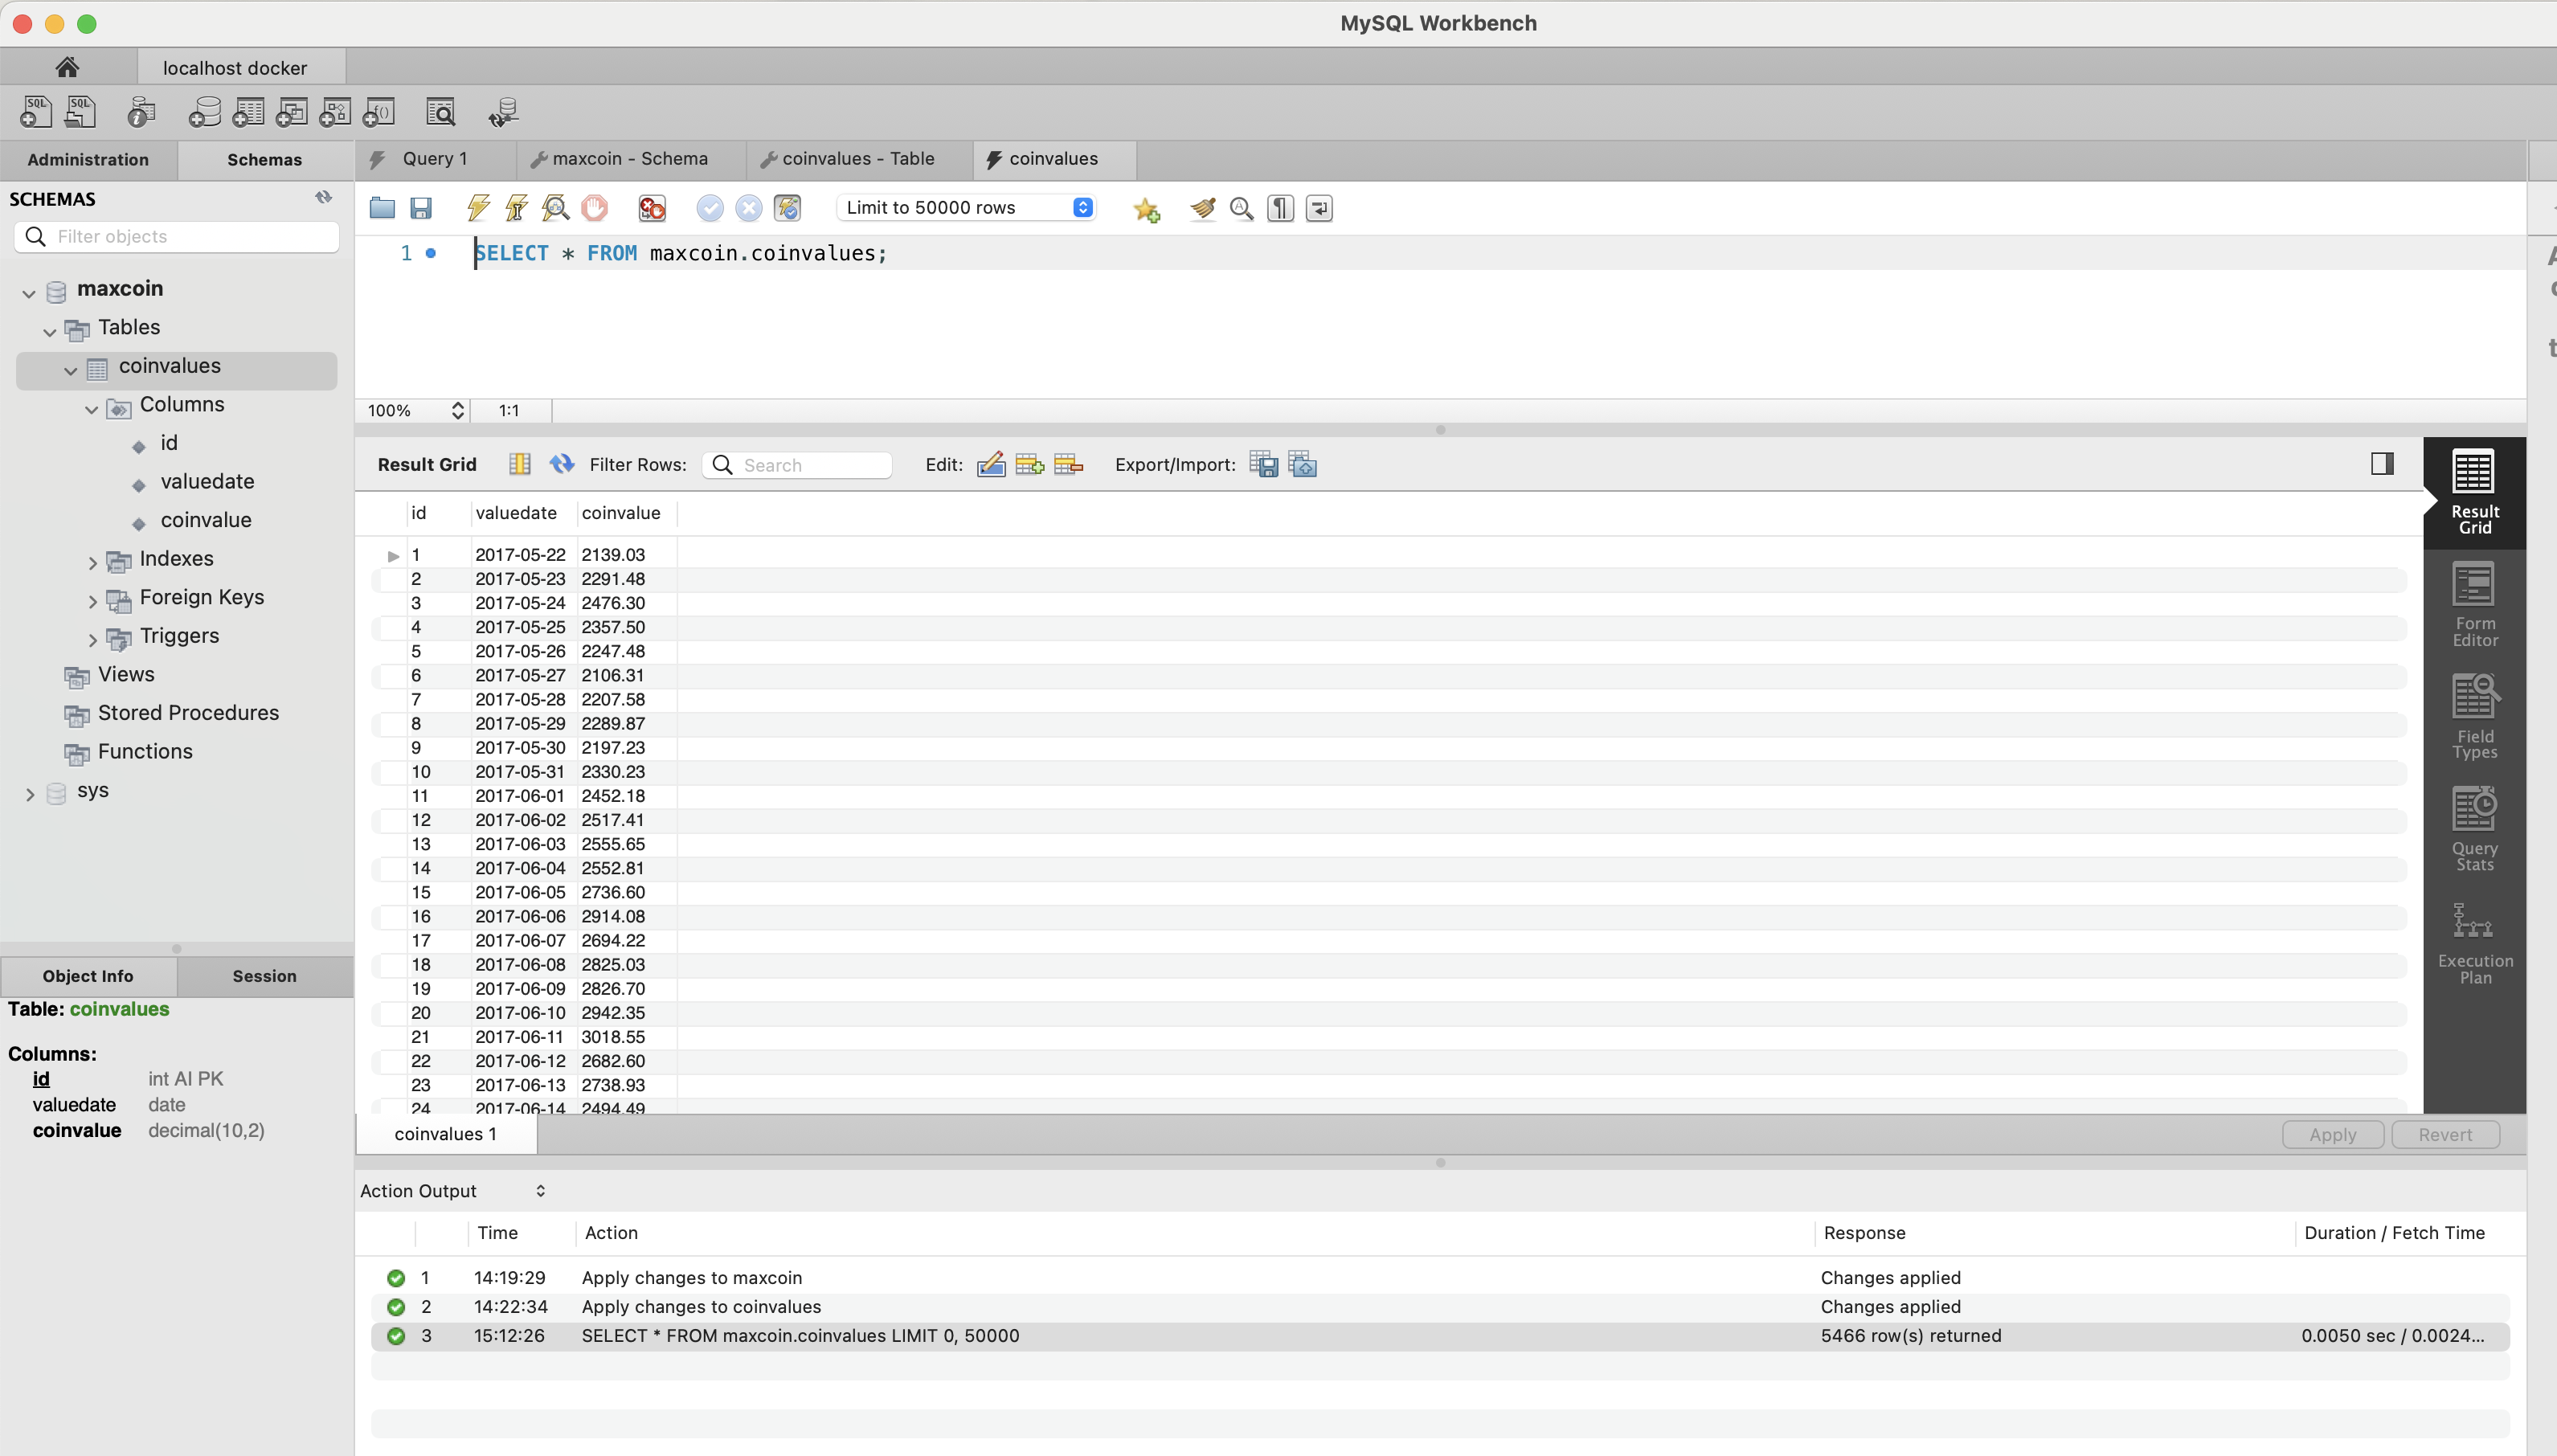 MySQL Workbench
localhost docker
Administration
Schemas
Query 1
maxcoin - Schema
coinvalues - Table
coinvalues
SCHEMAS
Filter objects
maxcoin
Tables
coinvalues
Columns
id
valuedate
coinvalue
Indexes
Foreign Keys
Triggers
Views
Stored Procedures
Functions
sys
Object Info
Session
Table: coinvalues
Columns:
id int AI PK
valuedate date
coinvalue decimal(10,2)
Limit to 50000 rows
1 SELECT * FROM maxcoin.coinvalues;
100% 1:1
Result Grid Filter Rows: Search Edit: Export/Import:
id valuedate coinvalue
1 2017-05-22 2139.03
2 2017-05-23 2291.48
3 2017-05-24 2476.30
4 2017-05-25 2357.50
5 2017-05-26 2247.48
6 2017-05-27 2106.31
7 2017-05-28 2207.58
8 2017-05-29 2289.87
9 2017-05-30 2197.23
10 2017-05-31 2330.23
11 2017-06-01 2452.18
12 2017-06-02 2517.41
13 2017-06-03 2555.65
14 2017-06-04 2552.81
15 2017-06-05 2736.60
16 2017-06-06 2914.08
17 2017-06-07 2694.22
18 2017-06-08 2825.03
19 2017-06-09 2826.70
20 2017-06-10 2942.35
21 2017-06-11 3018.55
22 2017-06-12 2682.60
23 2017-06-13 2738.93
24 2017-06-14 2494.49
Result
Grid
Form
Editor
Field
Types
Query
Stats
Execution
Plan
coinvalues 1
Apply
Revert
Action Output
Time Action Response Duration / Fetch Time
1 14:19:29 Apply changes to maxcoin Changes applied
2 14:22:34 Apply changes to coinvalues Changes applied
3 15:12:26 SELECT * FROM maxcoin.coinvalues LIMIT 0, 50000 5466 row(s) returned 0.0050 sec / 0.0024...